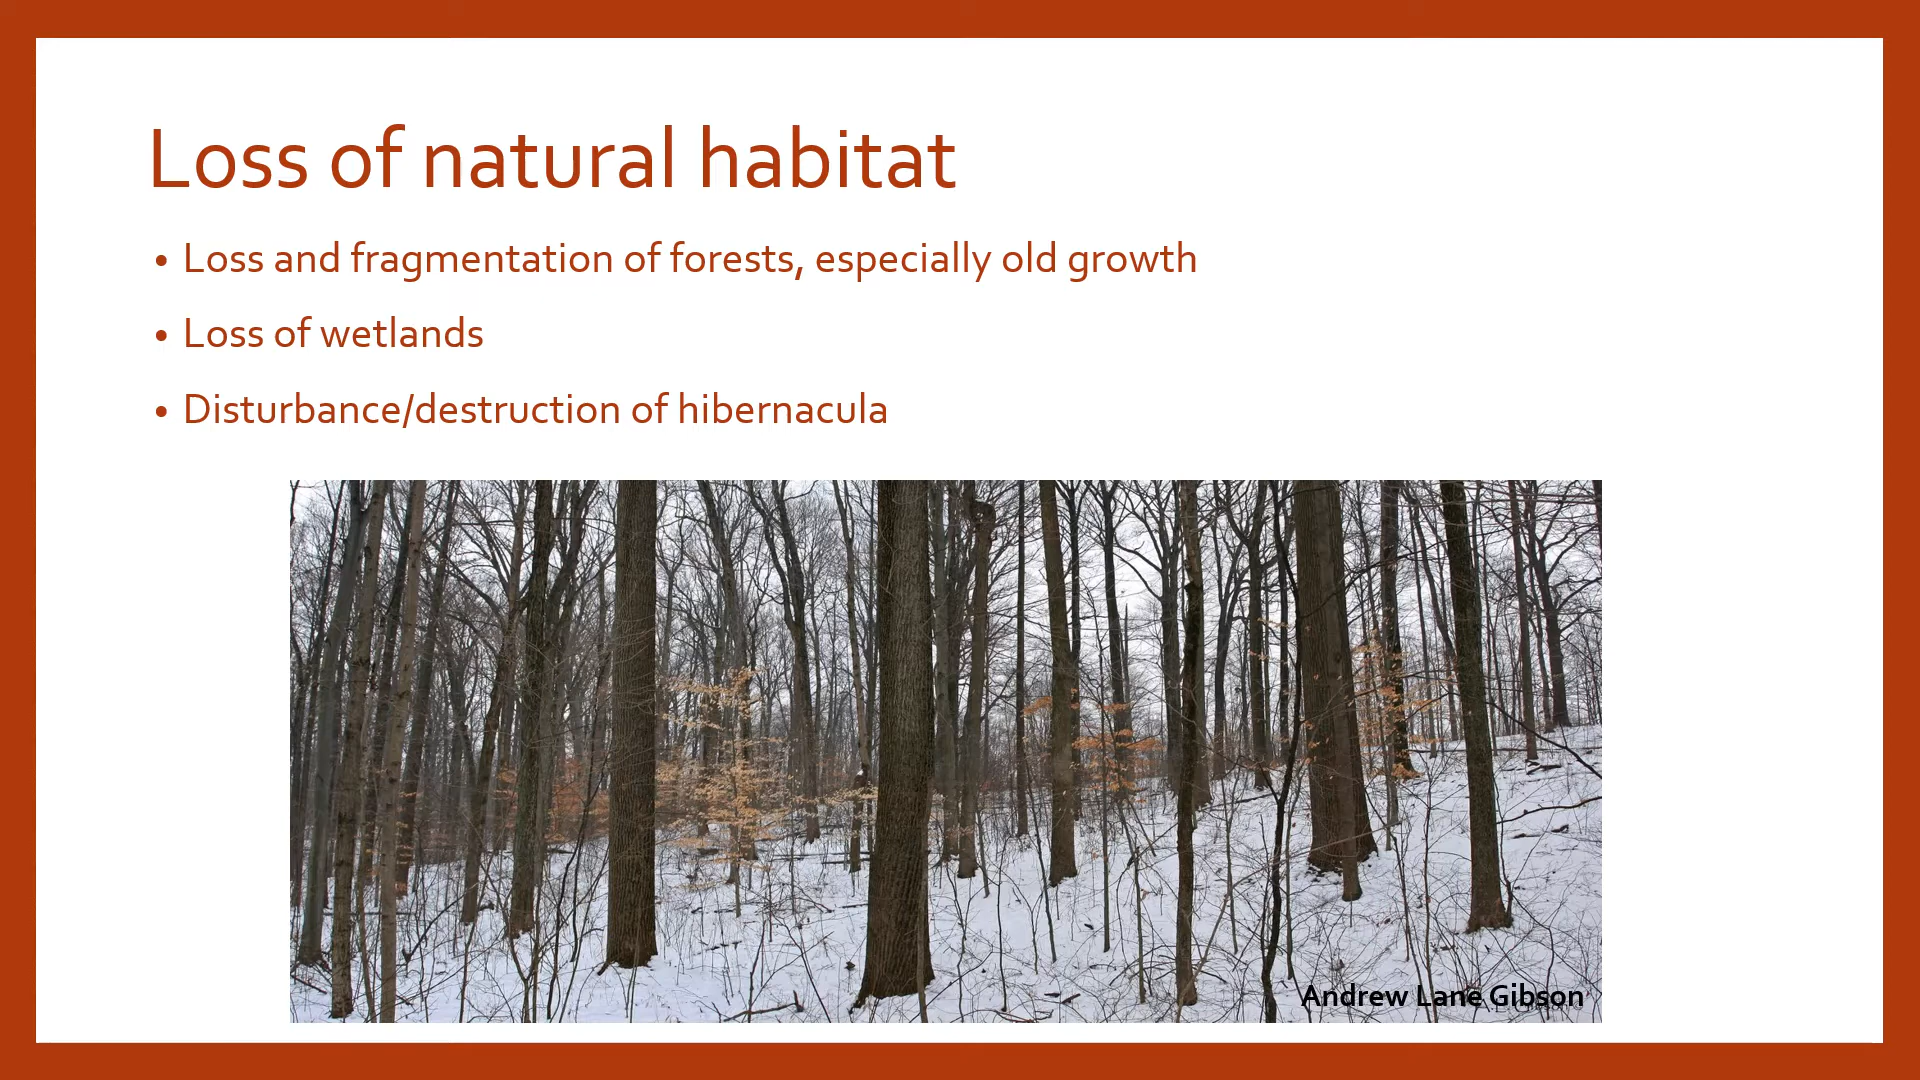 Loss of natural habitat
• Loss and fragmentation of forests, especially old growth
• Loss of wetlands
• Disturbance/destruction of hibernacula
Andrew Lane Gibson